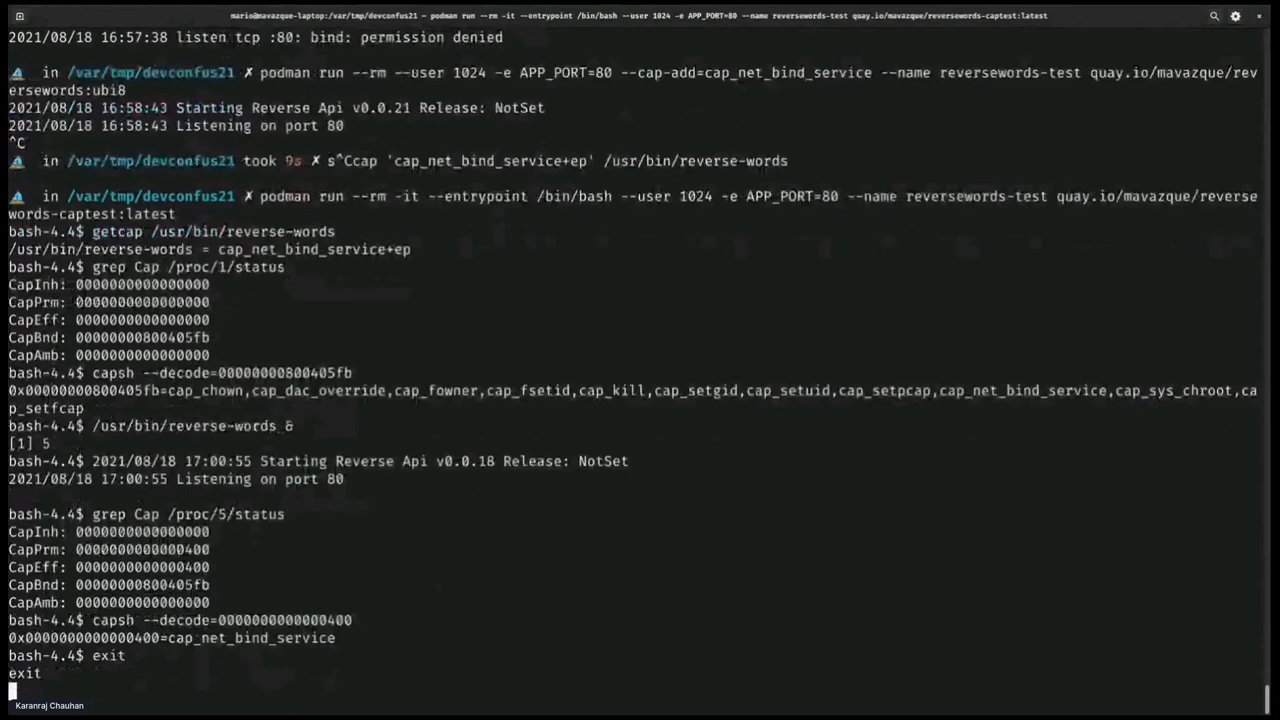 mario@mavazque-laptop:/var/tmp/devconfus21 – podman run --rm -it --entrypoint /bin/bash --user 1024 -e APP_PORT=80 --name reversewords-test quay.io/mavazque/reversewords-captest:latest
2021/08/18 16:57:38 listen tcp :80: bind: permission denied
in /var/tmp/devconfus21 ✗ podman run --rm --user 1024 -e APP_PORT=80 --cap-add=cap_net_bind_service --name reversewords-test quay.io/mavazque/rev
ersewords:ubi8
2021/08/18 16:58:43 Starting Reverse Api v0.0.21 Release: NotSet
2021/08/18 16:58:43 Listening on port 80
^C
in /var/tmp/devconfus21 took 9s ✗ s^Ccap 'cap_net_bind_service+ep' /usr/bin/reverse-words
in /var/tmp/devconfus21 ✗ podman run --rm -it --entrypoint /bin/bash --user 1024 -e APP_PORT=80 --name reversewords-test quay.io/mavazque/reverse
words-captest:latest
bash-4.4$ getcap /usr/bin/reverse-words
/usr/bin/reverse-words = cap_net_bind_service+ep
bash-4.4$ grep Cap /proc/1/status
CapInh: 0000000000000000
CapPrm: 0000000000000000
CapEff: 0000000000000000
CapBnd: 00000000800405fb
CapAmb: 0000000000000000
bash-4.4$ capsh --decode=00000000800405fb
0x00000000800405fb=cap_chown,cap_dac_override,cap_fowner,cap_fsetid,cap_kill,cap_setgid,cap_setuid,cap_setpcap,cap_net_bind_service,cap_sys_chroot,ca
p_setfcap
bash-4.4$ /usr/bin/reverse-words &
[1] 5
bash-4.4$ 2021/08/18 17:00:55 Starting Reverse Api v0.0.18 Release: NotSet
2021/08/18 17:00:55 Listening on port 80
bash-4.4$ grep Cap /proc/5/status
CapInh: 0000000000000000
CapPrm: 0000000000000400
CapEff: 0000000000000400
CapBnd: 00000000800405fb
CapAmb: 0000000000000000
bash-4.4$ capsh --decode=0000000000000400
0x0000000000000400=cap_net_bind_service
bash-4.4$ exit
exit
Karanraj Chauhan